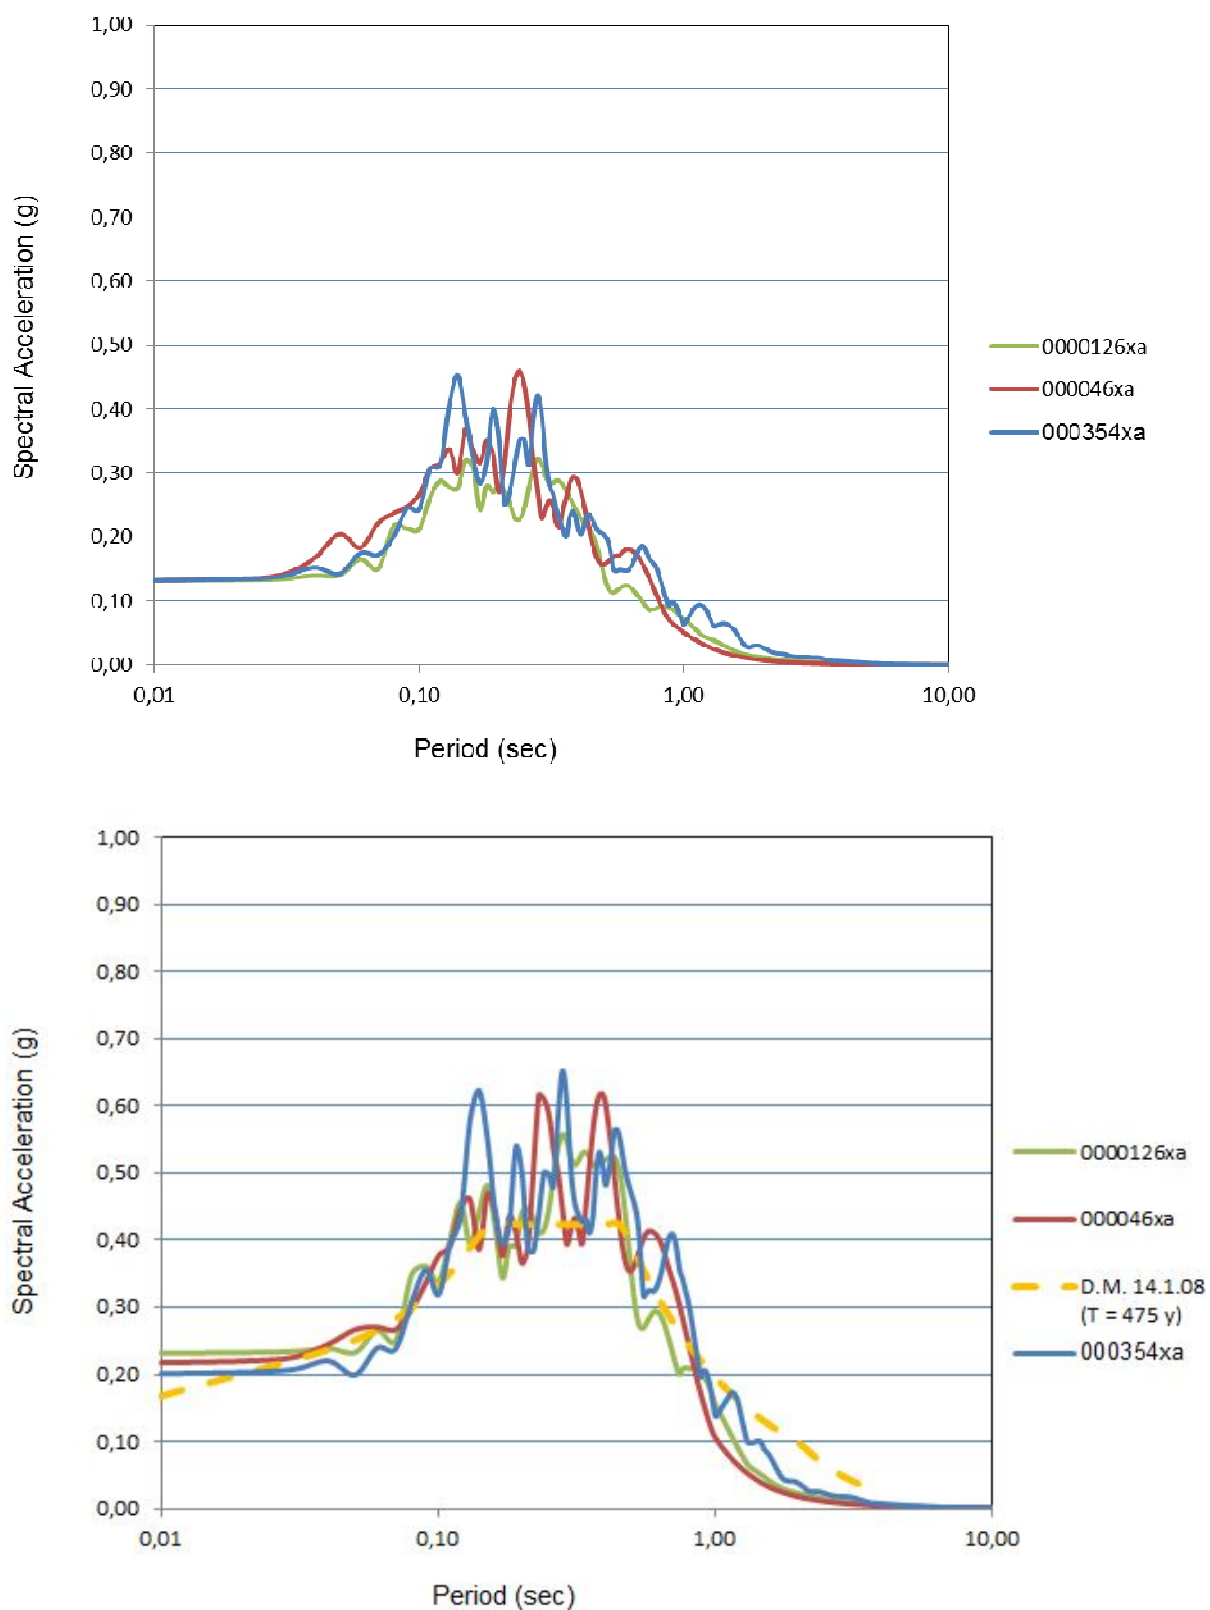 1,00
0,90
0,80
0,70
0,60
0,50
0,40
0,30
0,20
0,10
0,00
Spectral Acceleration (g)
0,01 0,10 1,00 10,00
Period (sec)
0000126xa
000046xa
000354xa
1,00
0,90
0,80
0,70
0,60
0,50
0,40
0,30
0,20
0,10
0,00
Spectral Acceleration (g)
0,01 0,10 1,00 10,00
Period (sec)
0000126xa
000046xa
D.M. 14.1.08
(T = 475 y)
000354xa